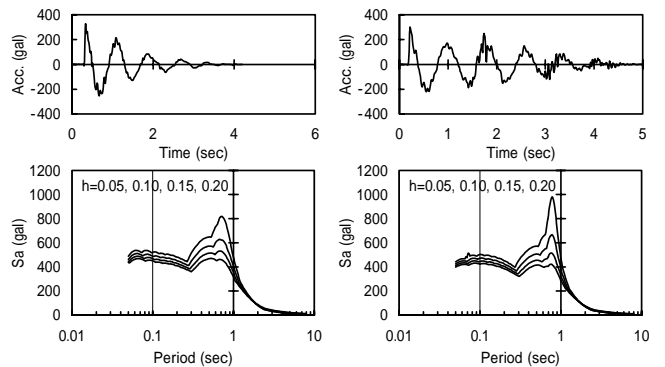 400
200
0
-200
-400
Acc. (gal)
0 2 4 6
Time (sec)
400
200
0
-200
-400
Acc. (gal)
0 1 2 3 4 5
Time (sec)
1200
1000
800
600
400
200
0
Sa (gal)
h=0.05, 0.10, 0.15, 0.20
0.01 0.1 1 10
Period (sec)
1200
1000
800
600
400
200
0
Sa (gal)
h=0.05, 0.10, 0.15, 0.20
0.01 0.1 1 10
Period (sec)